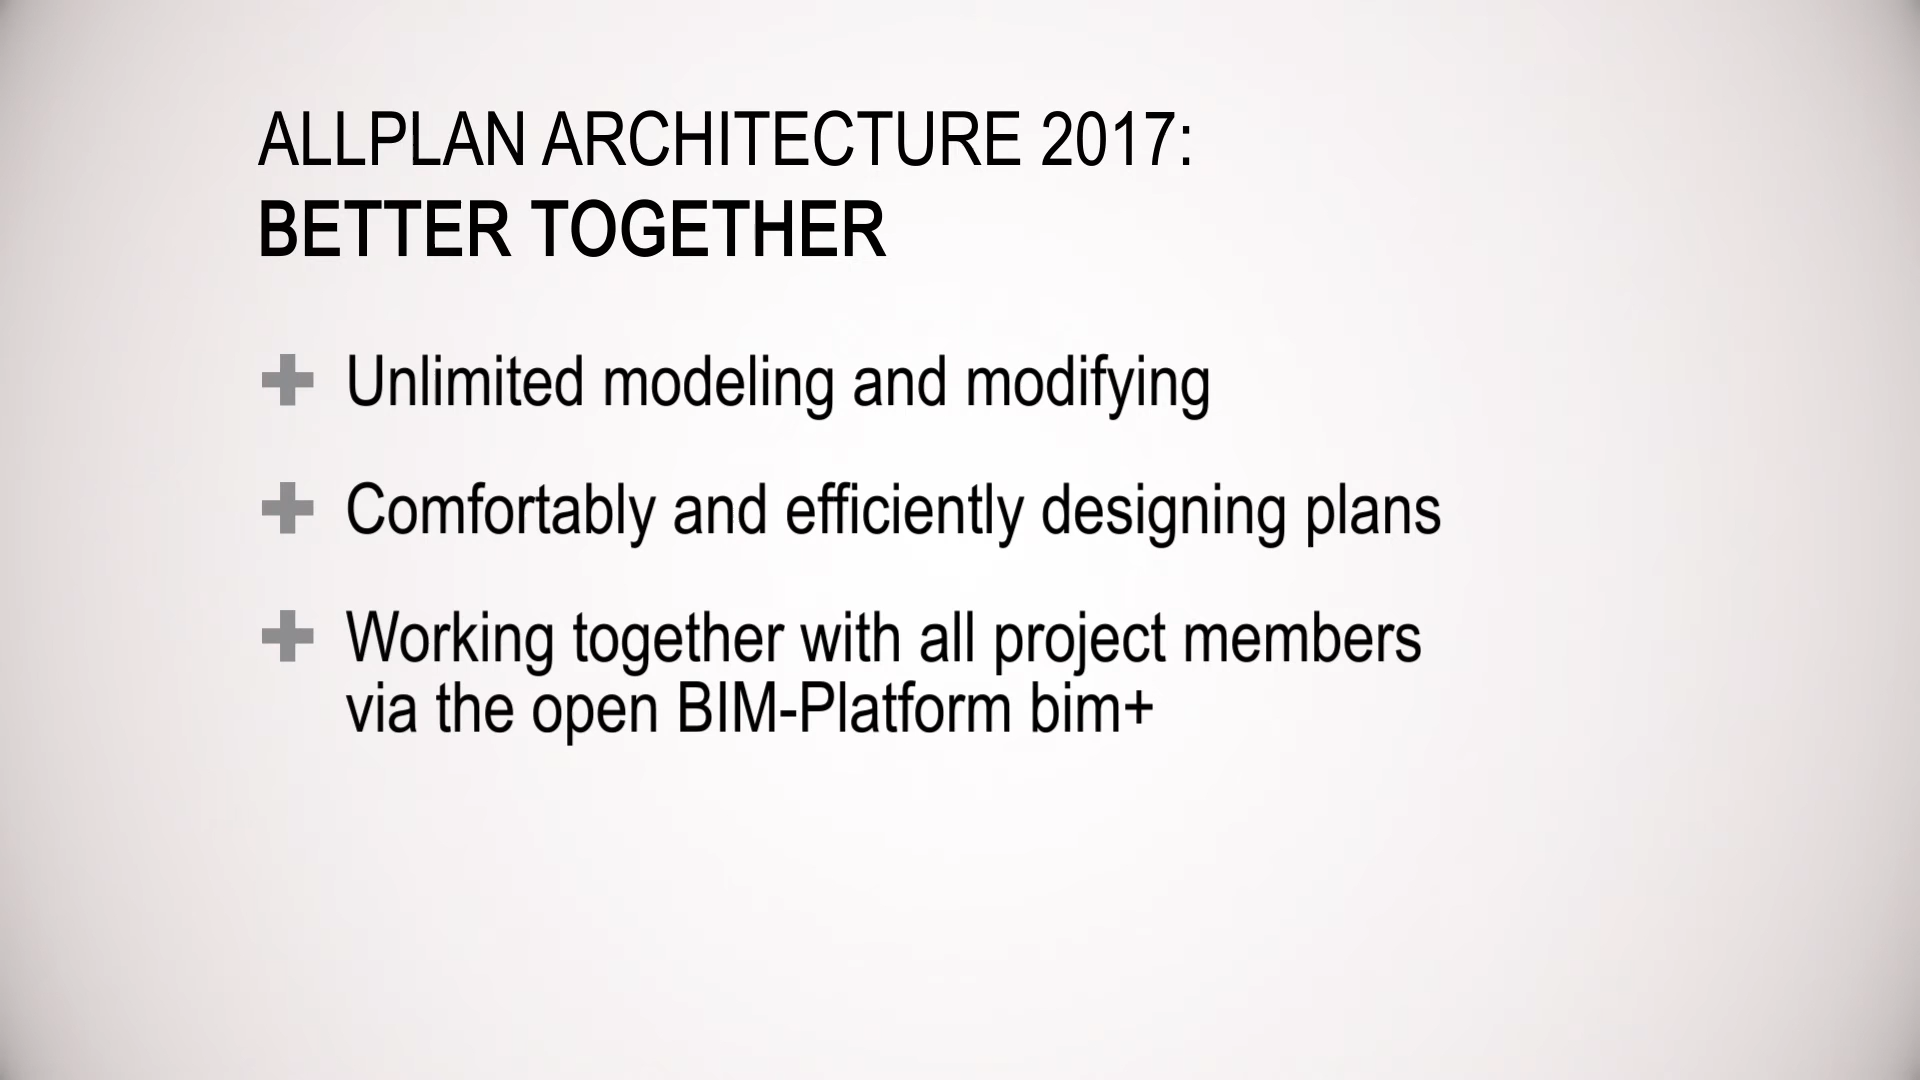 ALLPLAN ARCHITECTURE 2017:
BETTER TOGETHER
Unlimited modeling and modifying
Comfortably and efficiently designing plans
Working together with all project members
via the open BIM-Platform bim+